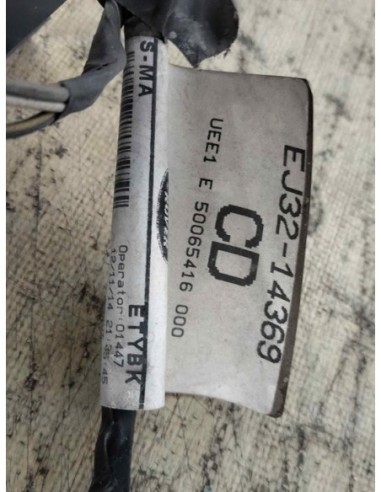 EJ32-14369
CD
UEE1 E 50065416 000
S-MA
ETYBK
Operator:01447